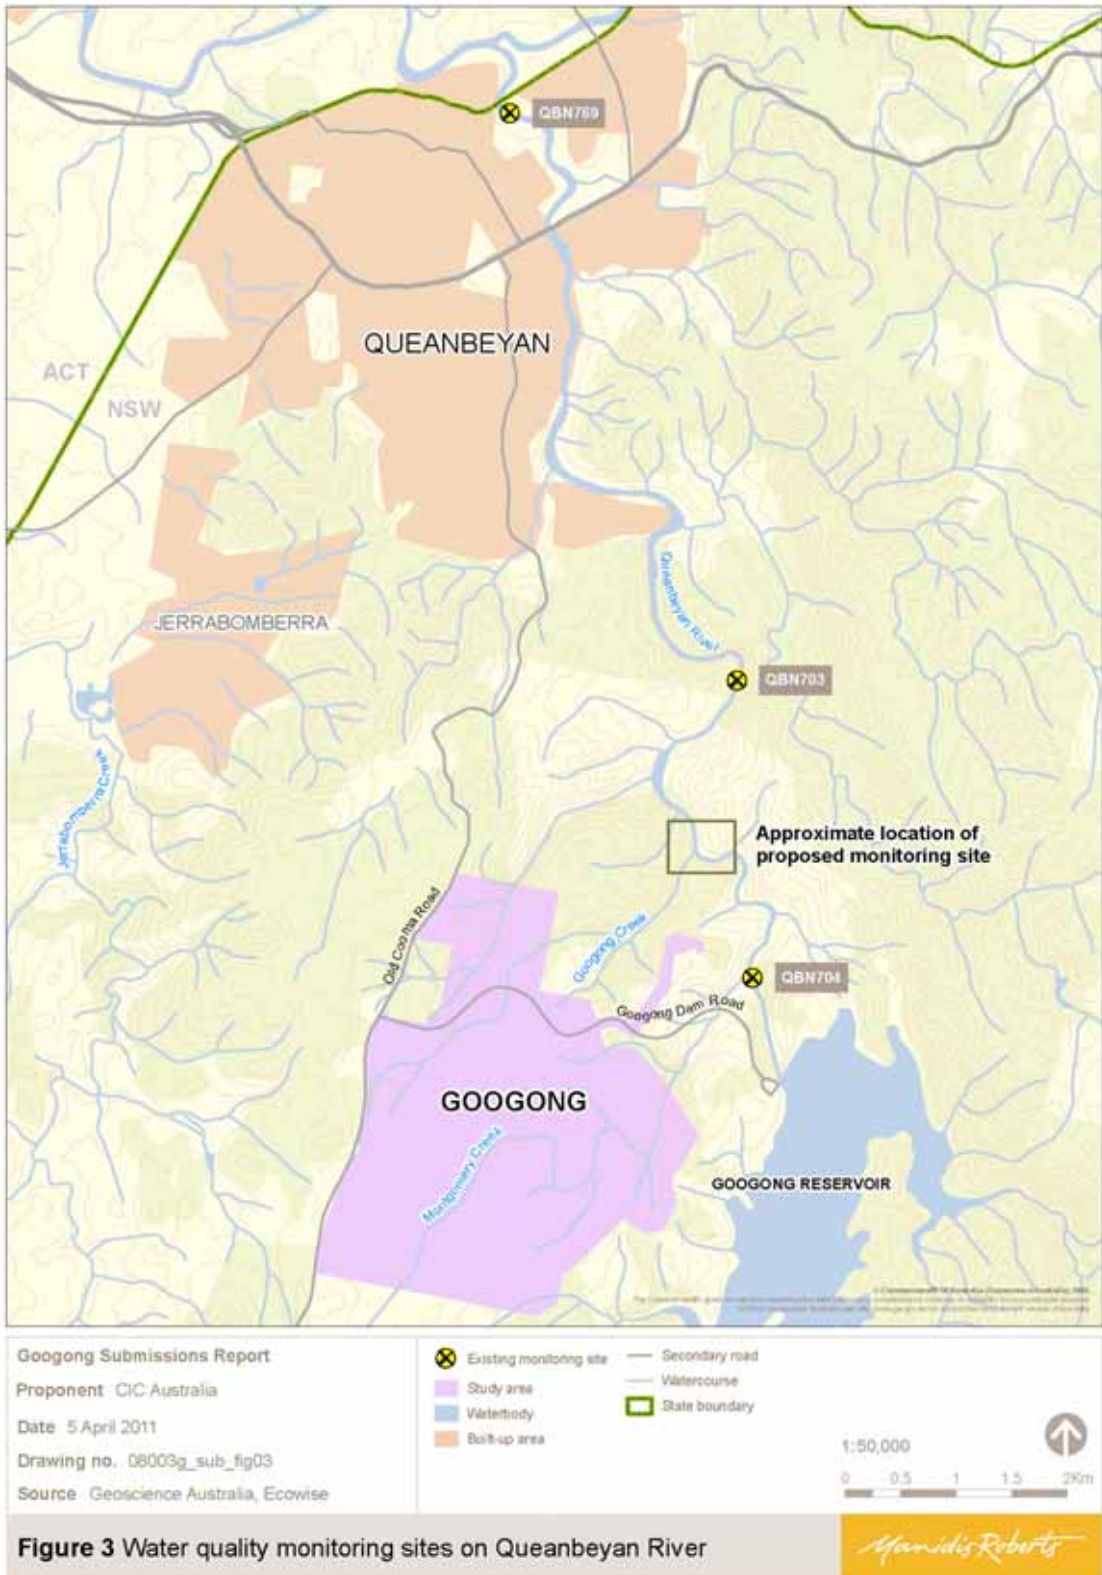 QBN769
QUEANBEYAN
ACT
NSW
Queanbeyan River
JERRABOMBERRA
QBN703
Jerrabomberra Creek
Approximate location of
proposed monitoring site
Old Cooma Road
Googong Creek
QBN704
Googong Dam Road
GOOGONG
Montgomery Creek
GOOGONG RESERVOIR
Googong Submissions Report
Proponent CIC Australia
Date 5 April 2011
Drawing no. 08003g_sub_fig03
Source Geoscience Australia, Ecowise
Existing monitoring site
Study area
Waterbody
Built-up area
Secondary road
Watercourse
State boundary
1:50,000
0 0.5 1 1.5 2Km
Figure 3 Water quality monitoring sites on Queanbeyan River
Manidis Roberts